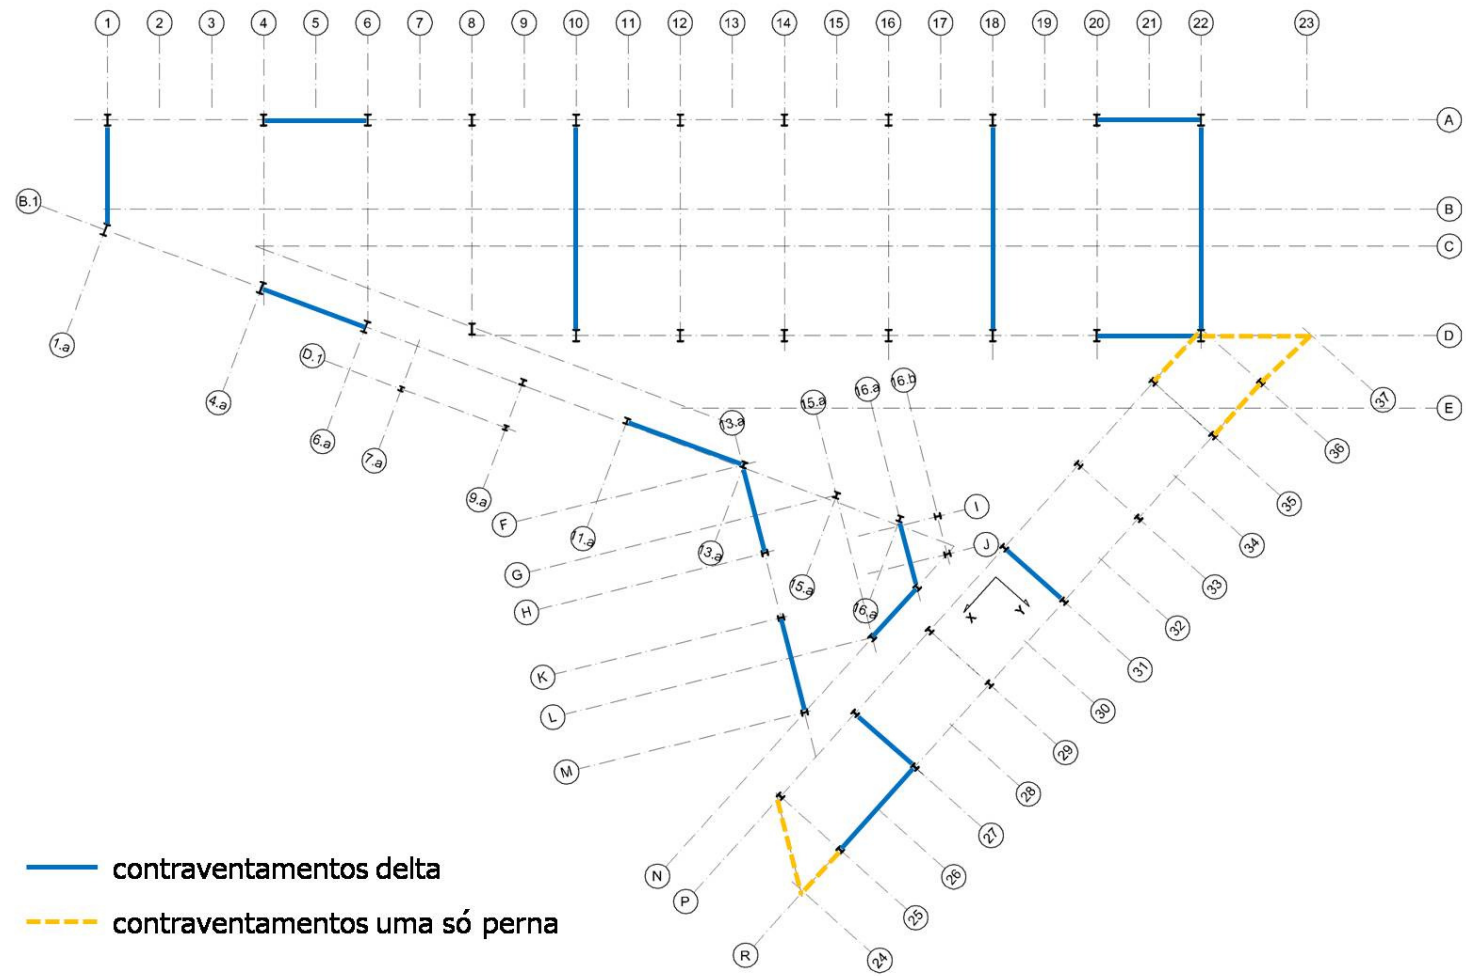 1 2 3 4 5 6 7 8 9 10 11 12 13 14 15 16 17 18 19 20 21 22 23
A
B.1
B
C
1.a
D.1
D
4.a
6.a
7.a
9.a
13.a
15.a
16.a
16.b
E
37
36
35
F
11.a
13.a
I
34
G
J
15.a
16.a
33
H
X
Y
32
K
31
L
30
M
29
28
27
N
26
P
25
R
24
contraventamentos delta
contraventamentos uma só perna